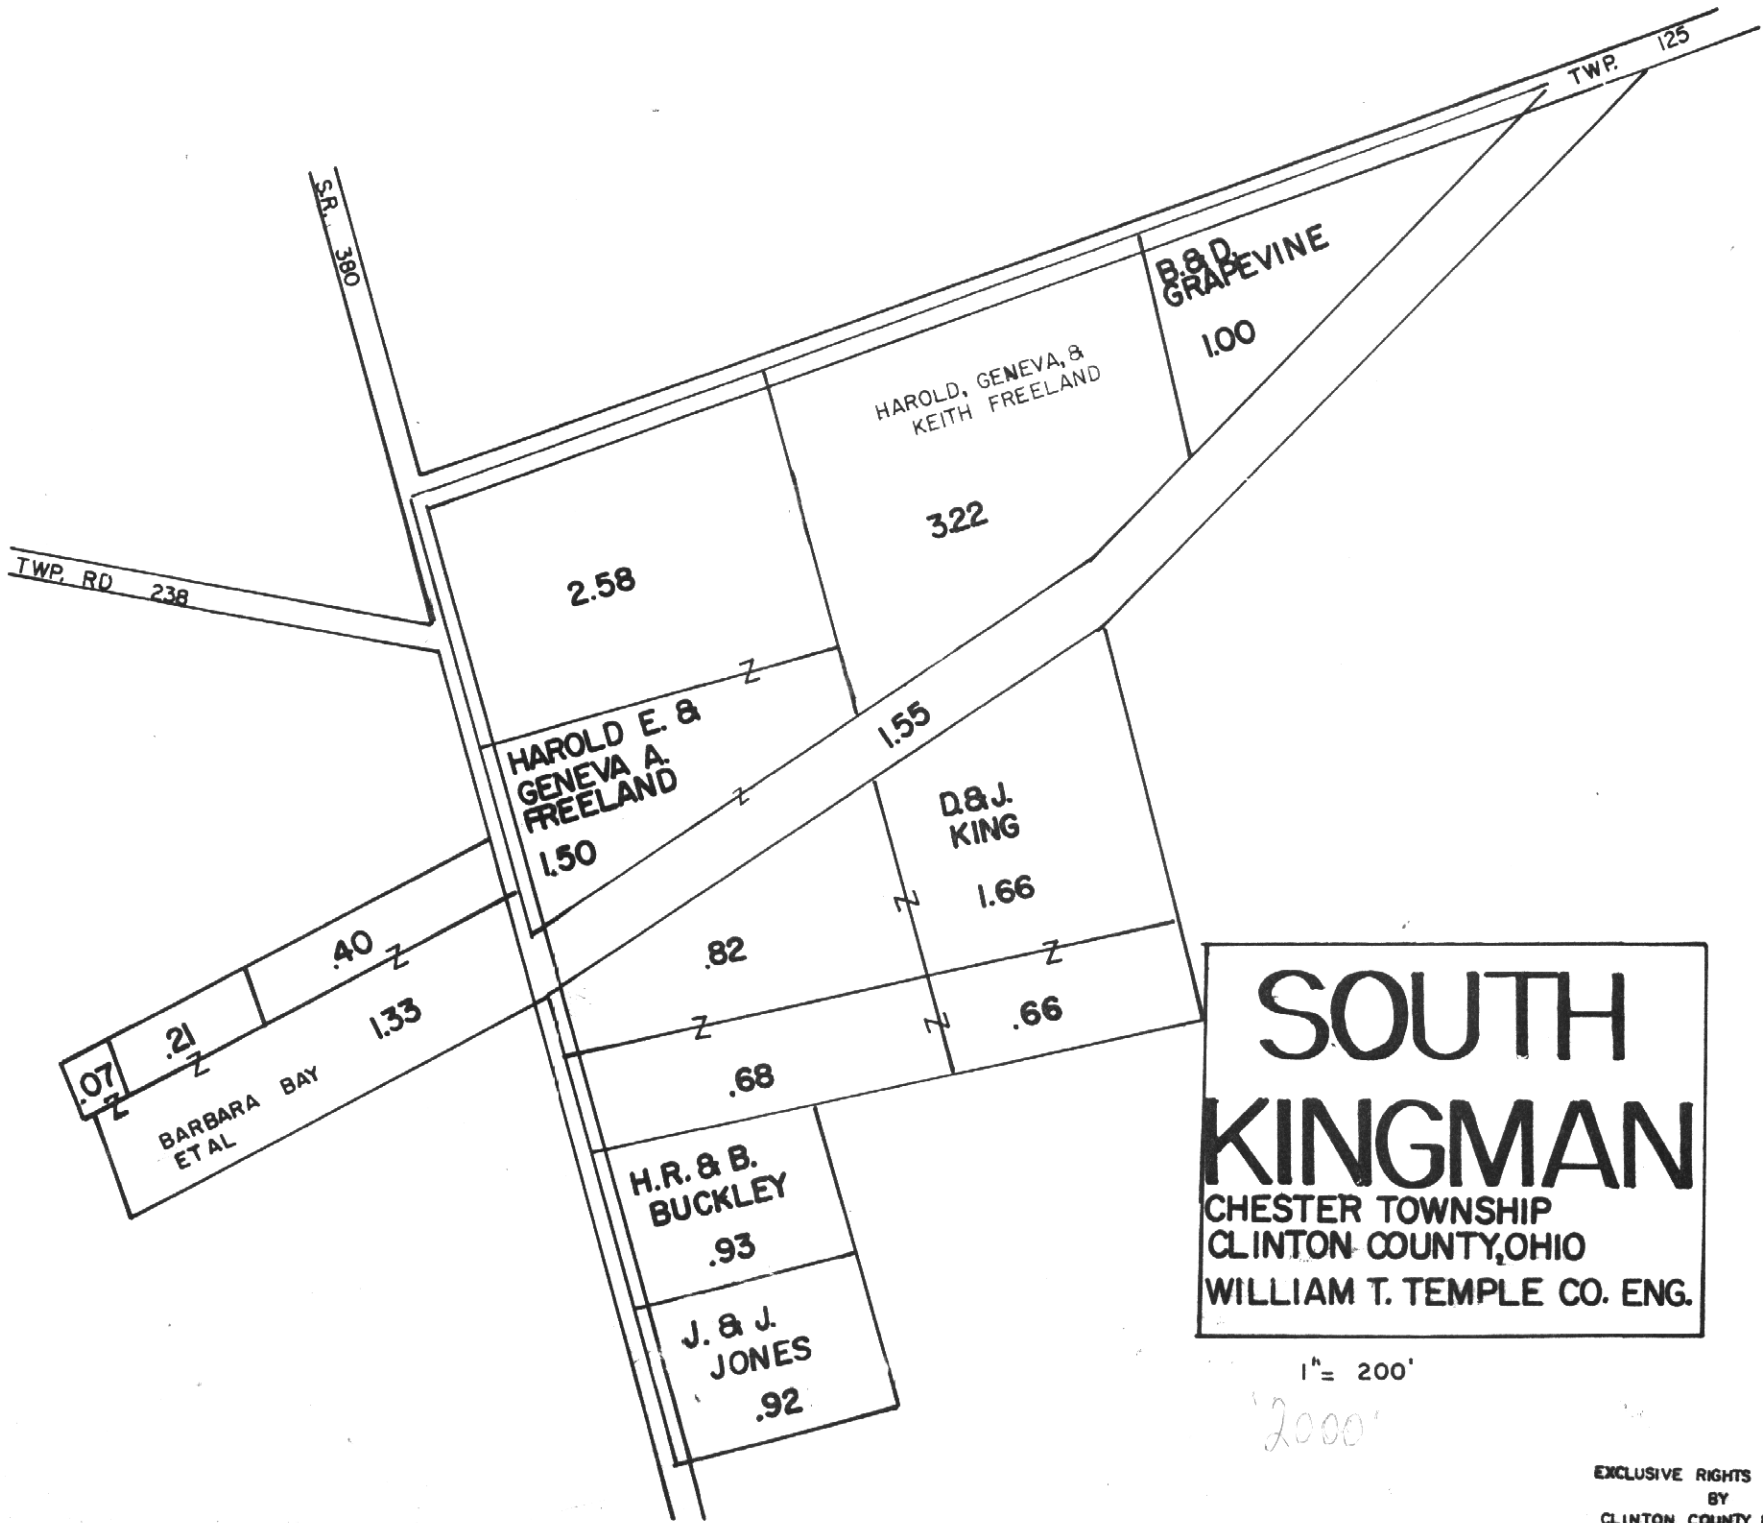 TWP. 125
S.R. 380
B.&D.
GRAPEVINE
1.00
HAROLD, GENEVA, &
KEITH FREELAND
3.22
TWP. RD 238
2.58
Z
HAROLD E. &
GENEVA A.
FREELAND
1.50
1.55
Z
D.&J.
KING
1.66
Z
.82
Z
.40
Z
.66
Z
Z
1.33
.21
Z
.07
Z
BARBARA BAY
ET AL
.68
H.R. & B.
BUCKLEY
.93
J. & J.
JONES
.92
SOUTH
KINGMAN
CHESTER TOWNSHIP
CLINTON COUNTY,OHIO
WILLIAM T. TEMPLE CO. ENG.
1"= 200'
'2000'
EXCLUSIVE RIGHTS
BY
CLINTON COUNTY